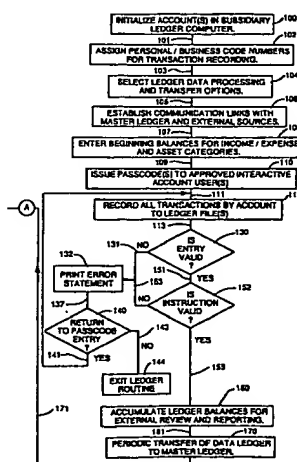 INITIALIZE ACCOUNT(S) IN SUBSIDIARY
LEDGER COMPUTER.
100
101
102
ASSIGN PERSONAL / BUSINESS CODE NUMBERS
FOR TRANSACTION RECORDING.
103
104
SELECT LEDGER DATA PROCESSING
AND TRANSFER OPTIONS.
105
ESTABLISH COMMUNICATION LINKS WITH
MASTER LEDGER AND EXTERNAL SOURCES.
107
ENTER BEGINNING BALANCES FOR INCOME / EXPENSE
AND ASSET CATEGORIES.
109
110
ISSUE PASSCODE(S) TO APPROVED INTERACTIVE
ACCOUNT USER(S)
111
A
RECORD ALL TRANSACTIONS BY ACCOUNT
TO LEDGER FILE(S)
113
130
131
NO
IS
ENTRY
VALID
?
132
151
YES
152
PRINT ERROR
STATEMENT
153
NO
IS
INSTRUCTION
VALID
?
137
140
RETURN
TO PASSCODE
ENTRY
?
143
NO
141
YES
144
YES
EXIT LEDGER
ROUTING
153
171
160
ACCUMULATE LEDGER BALANCES FOR
EXTERNAL REVIEW AND REPORTING.
161
170
PERIODIC TRANSFER OF DATA LEDGER
TO MASTER LEDGER.